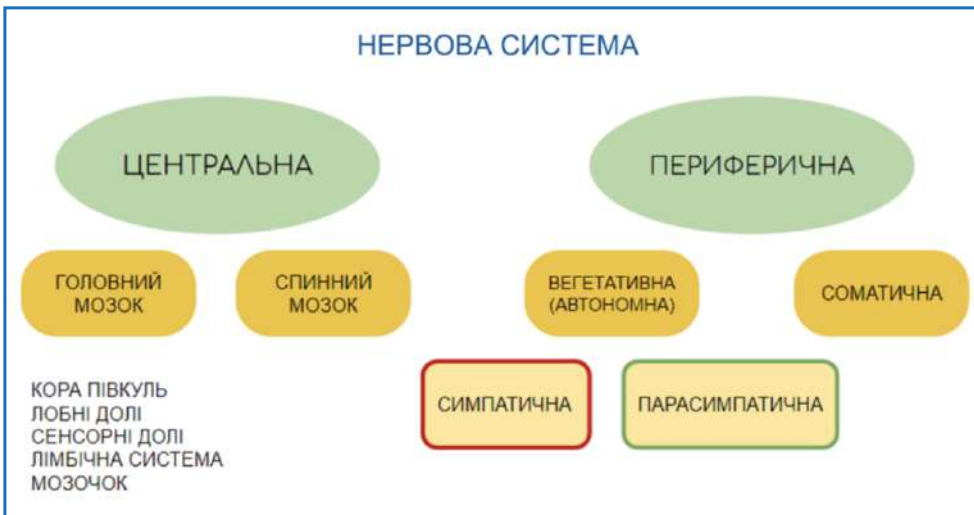 НЕРВОВА СИСТЕМА
ЦЕНТРАЛЬНА
ПЕРИФЕРИЧНА
ГОЛОВНИЙ
МОЗОК
СПИННИЙ
МОЗОК
ВЕГЕТАТИВНА
(АВТОНОМНА)
СОМАТИЧНА
КОРА ПІВКУЛЬ
ЛОБНІ ДОЛІ
СЕНСОРНІ ДОЛІ
ЛІМБІЧНА СИСТЕМА
МОЗОЧОК
СИМПАТИЧНА
ПАРАСИМПАТИЧНА